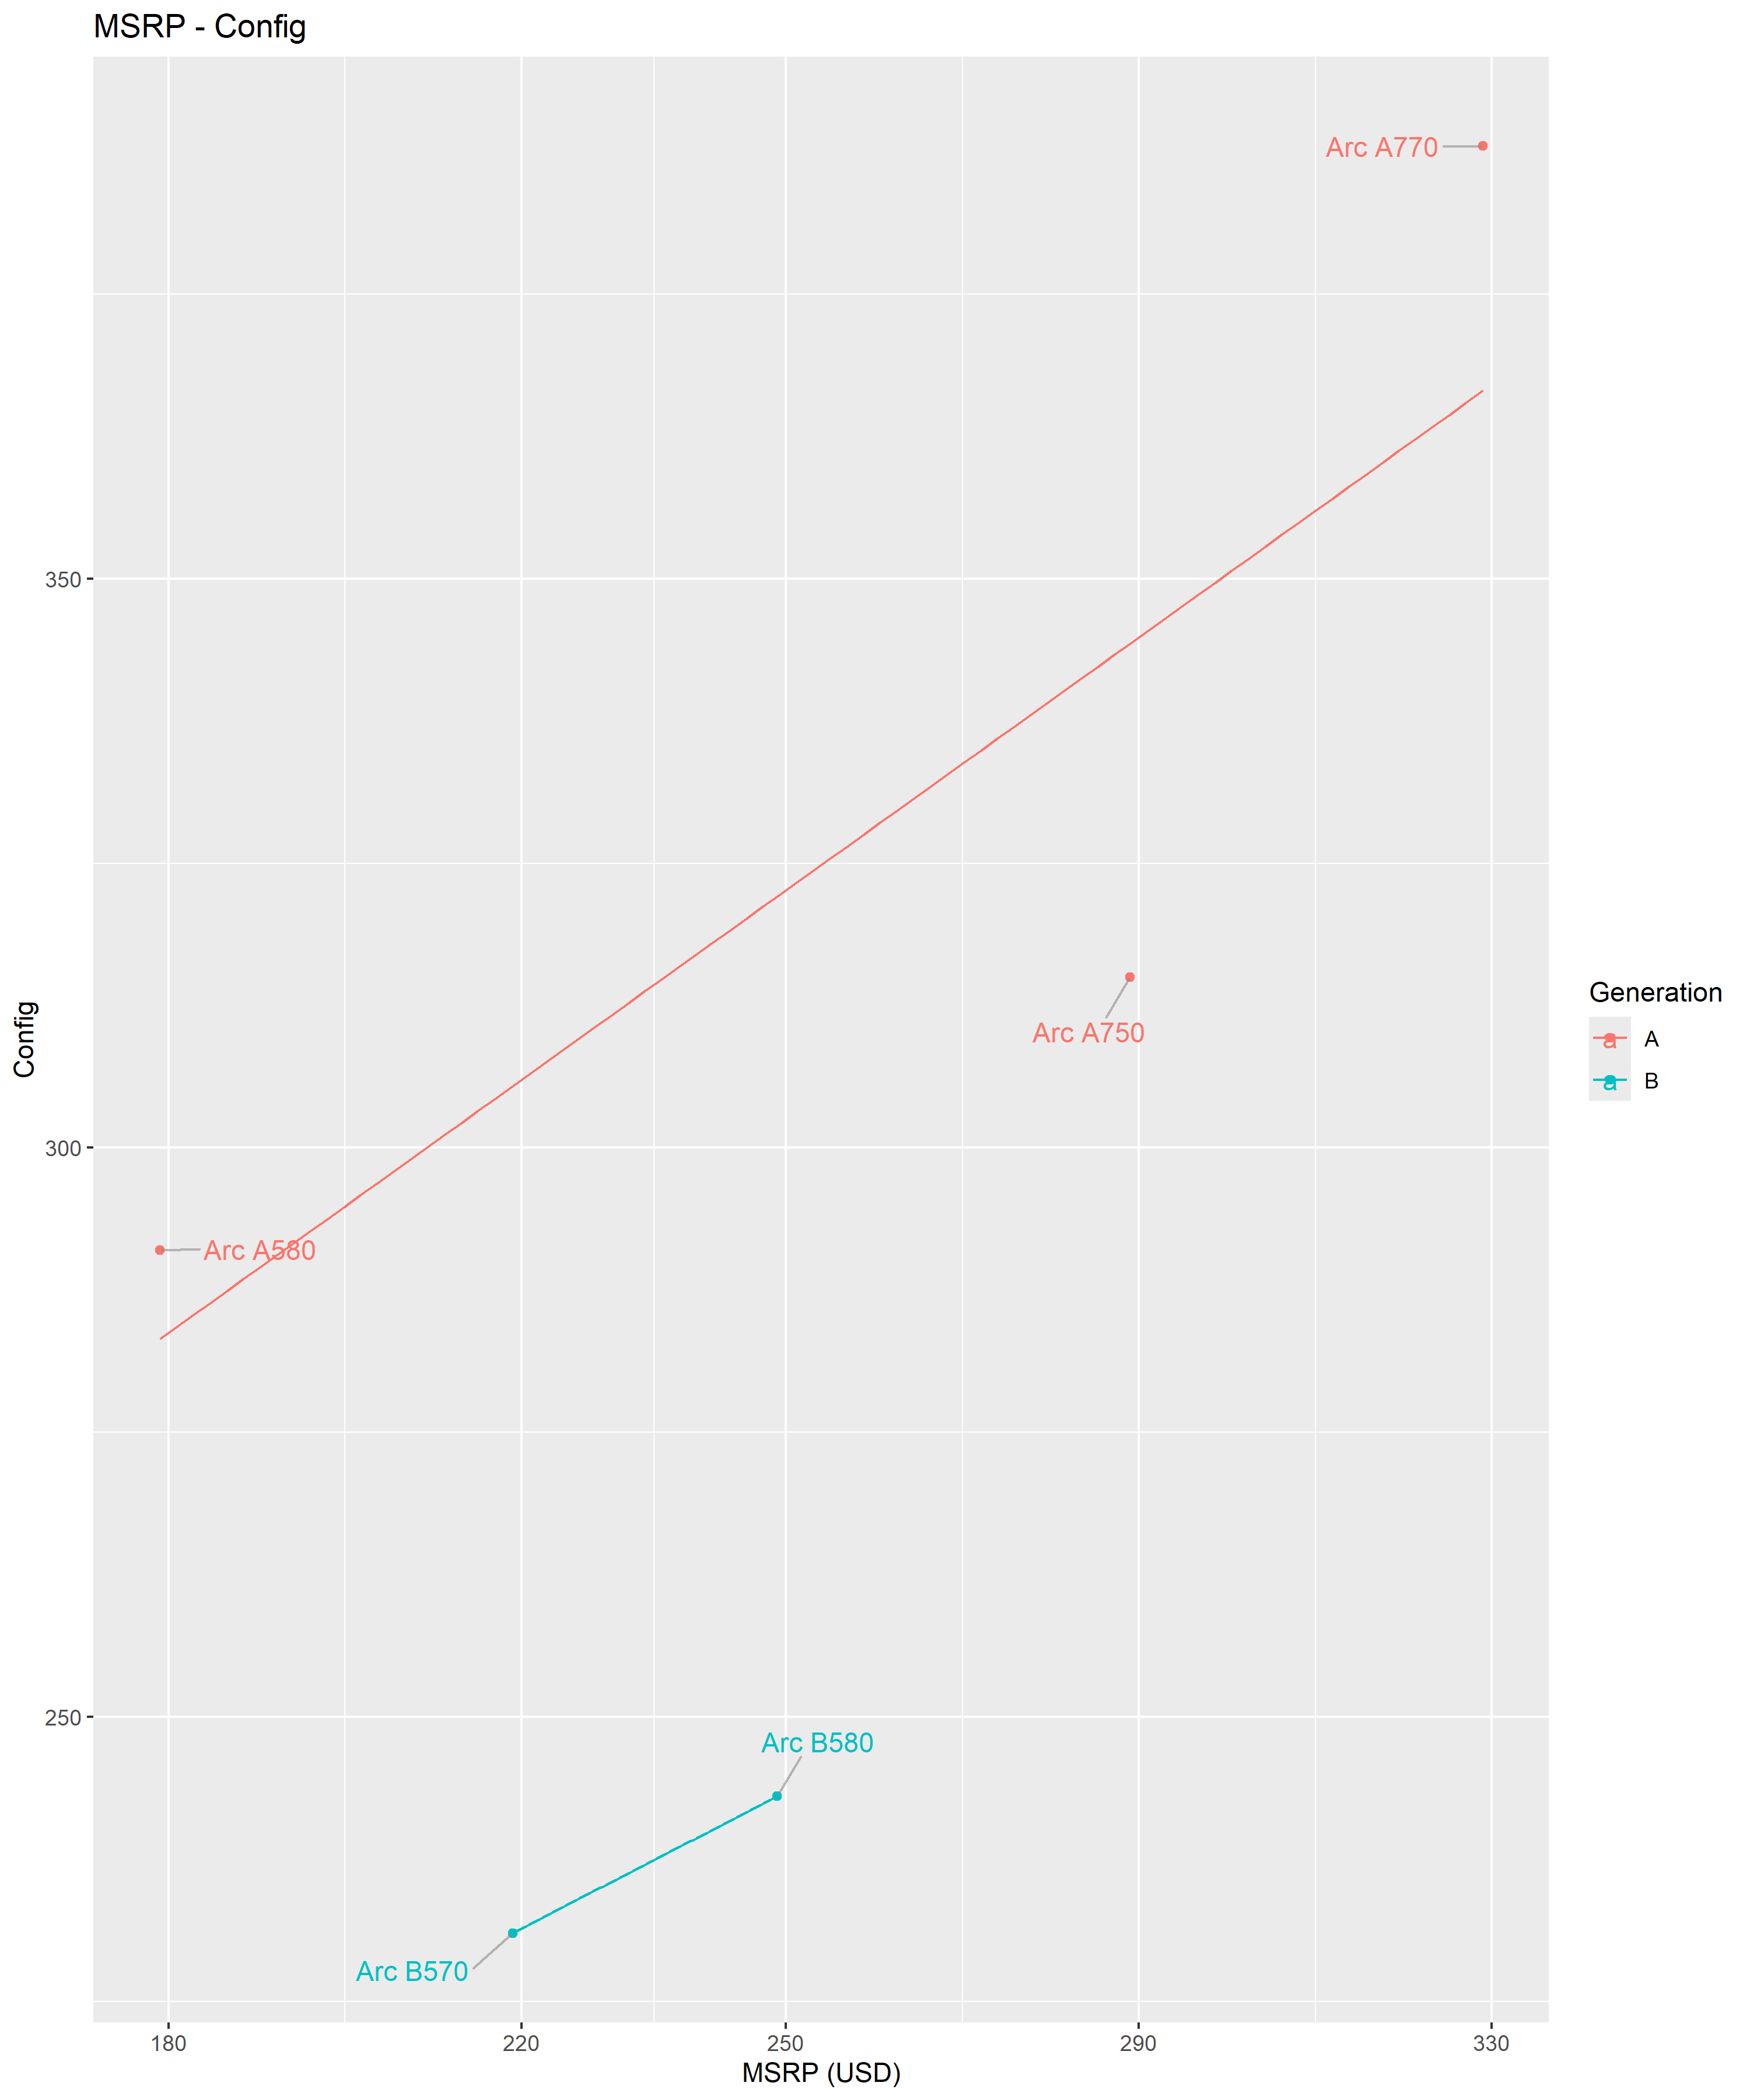 MSRP - Config
Arc A770
350
Arc A750
Config
Generation
a A
a B
300
Arc A580
250
Arc B580
Arc B570
180 220 250 290 330
MSRP (USD)